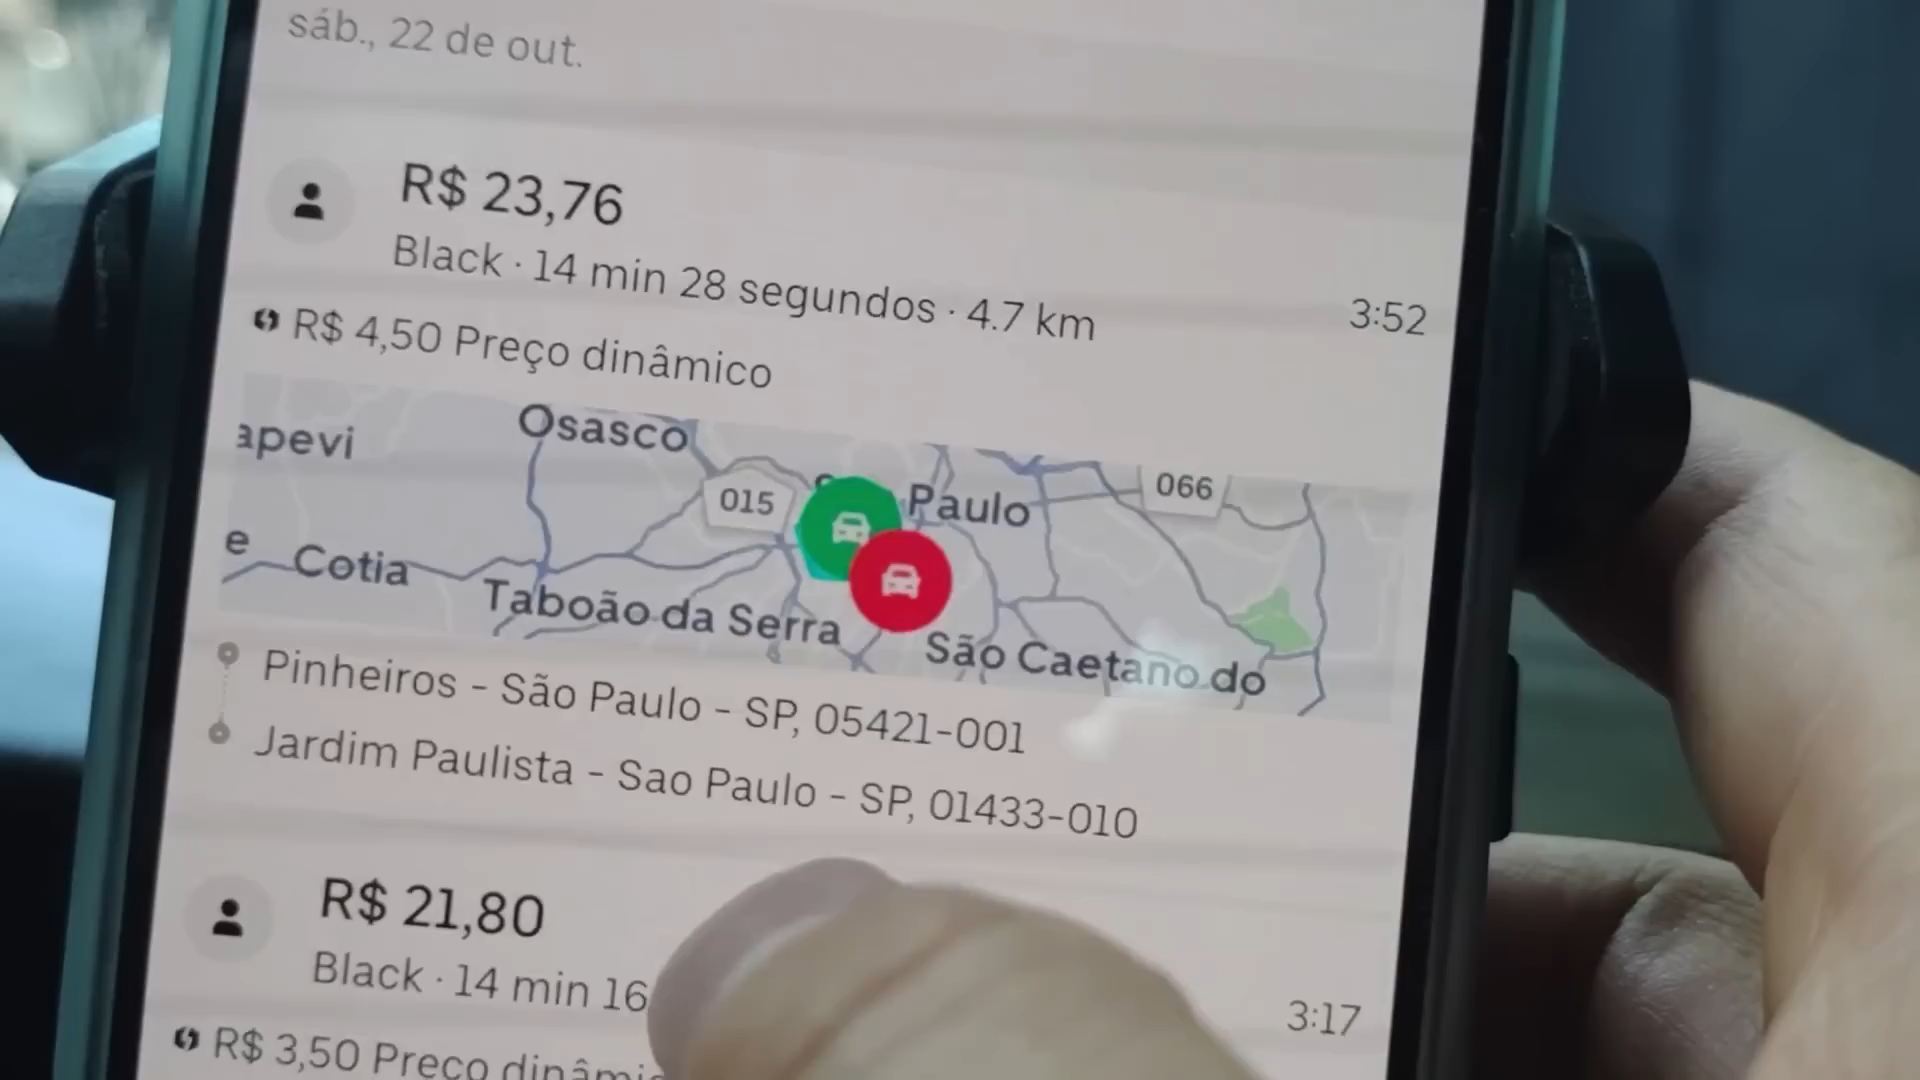 sáb., 22 de out.
R$ 23,76
Black · 14 min 28 segundos · 4.7 km
3:52
R$ 4,50 Preço dinâmico
apevi
Osasco
015
Paulo
066
e
Cotia
Taboão da Serra
São Caetano do
Pinheiros - São Paulo - SP, 05421-001
Jardim Paulista - Sao Paulo - SP, 01433-010
R$ 21,80
Black · 14 min 16
3:17
R$ 3,50 Preço dinâmic